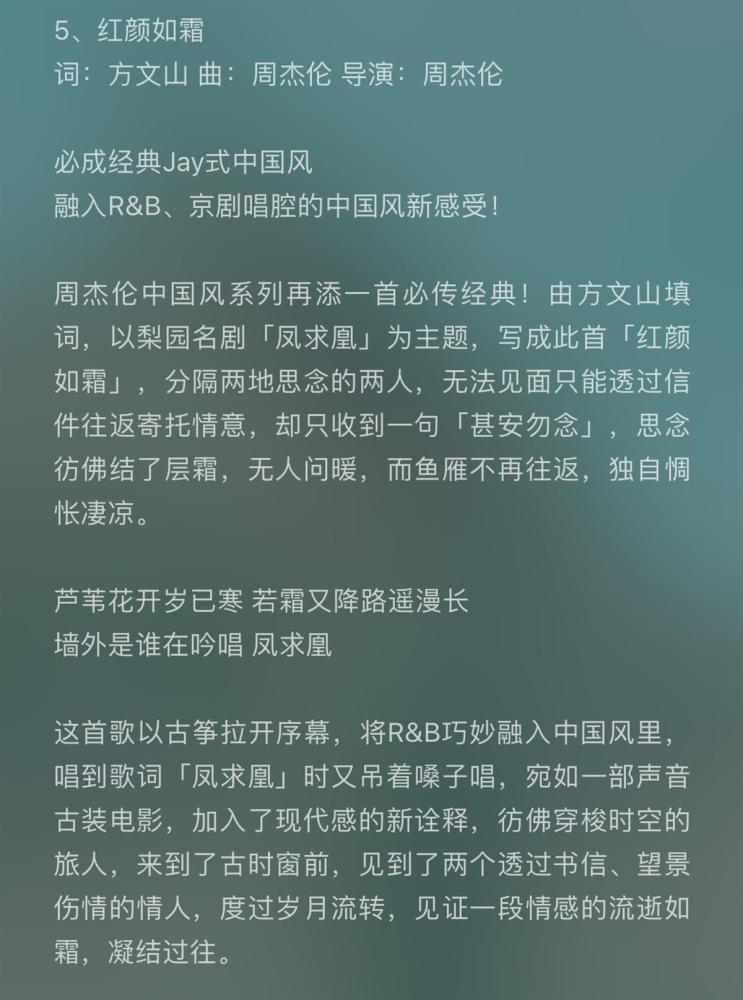 5、红颜如霜
词：方文山 曲：周杰伦 导演：周杰伦
必成经典Jay式中国风
融入R&B、京剧唱腔的中国风新感受！
周杰伦中国风系列再添一首必传经典！由方文山填
词，以梨园名剧「凤求凰」为主题，写成此首「红颜
如霜」，分隔两地思念的两人，无法见面只能透过信
件往返寄托情意，却只收到一句「甚安勿念」，思念
彷佛结了层霜，无人问暖，而鱼雁不再往返，独自惆
怅凄凉。
芦苇花开岁已寒 若霜又降路遥漫长
墙外是谁在吟唱 凤求凰
这首歌以古筝拉开序幕，将R&B巧妙融入中国风里，
唱到歌词「凤求凰」时又吊着嗓子唱，宛如一部声音
古装电影，加入了现代感的新诠释，彷佛穿梭时空的
旅人，来到了古时窗前，见到了两个透过书信、望景
伤情的情人，度过岁月流转，见证一段情感的流逝如
霜，凝结过往。